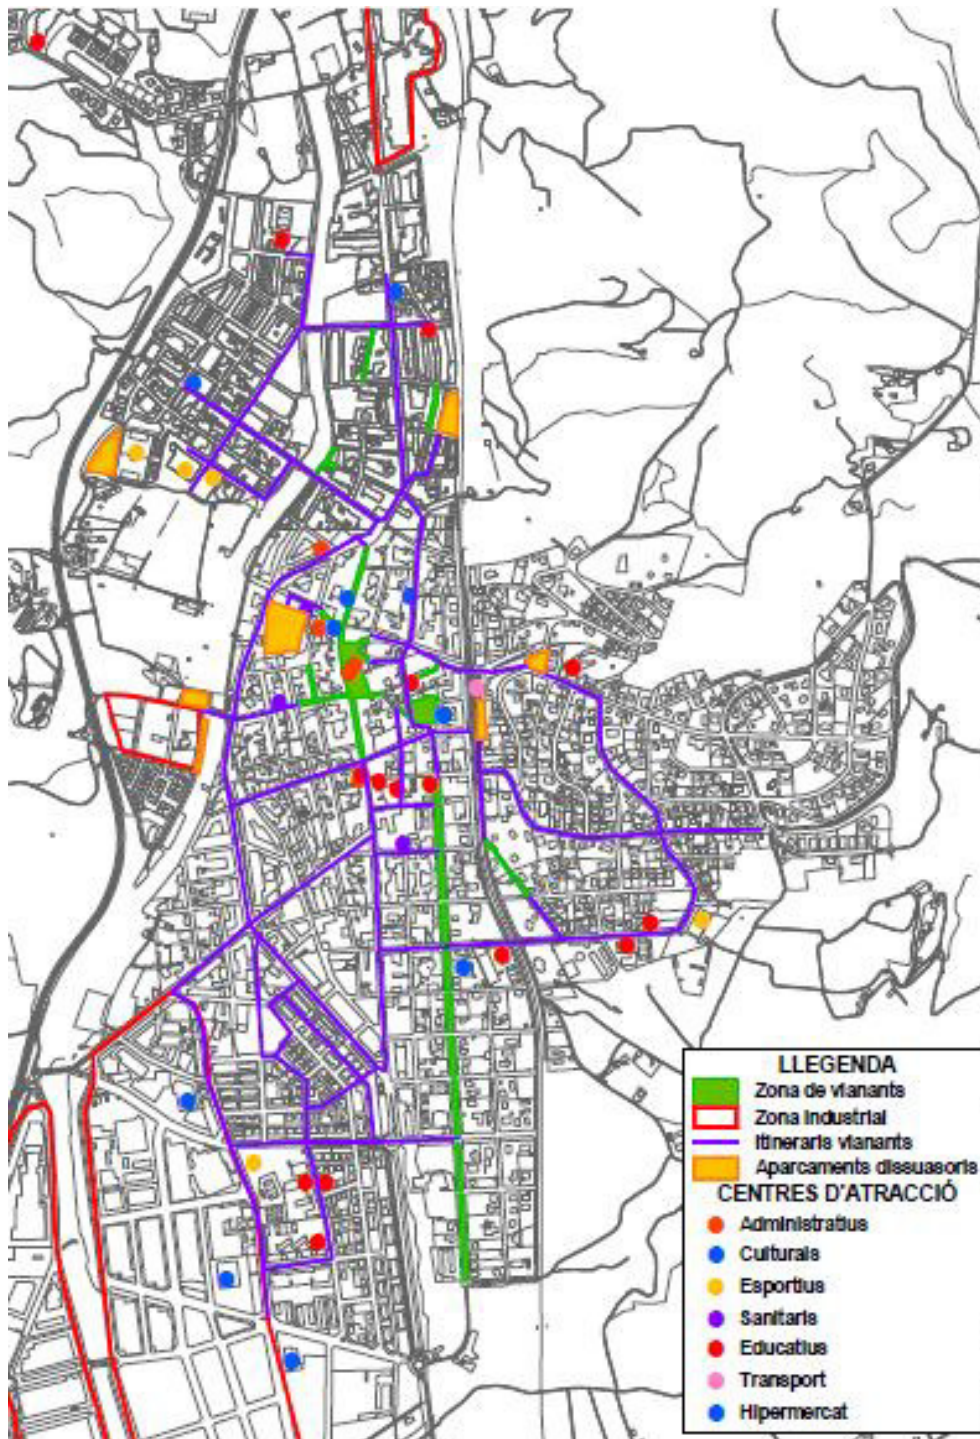 LLEGENDA
Zona de vianants
Zona industrial
Itineraris vianants
Aparcaments dissuasoris
CENTRES D'ATRACCIÓ
Administratius
Culturals
Esportius
Sanitaris
Educatius
Transport
Hipermercat